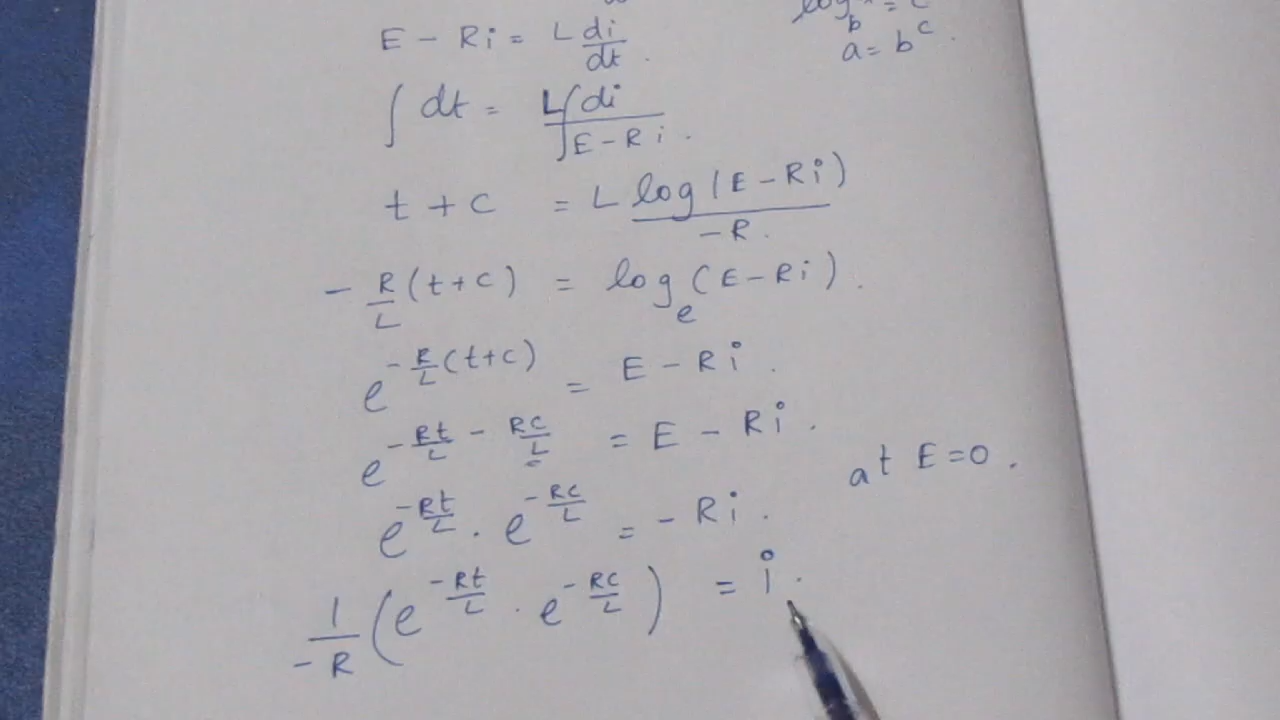 E - Ri = L di/dt.
log_b = c
a = b^c.
∫ dt = L∫ di / E - Ri.
t + c = L log(E - Ri) / -R.
- R/L (t+c) = log_e (E - Ri).
e^(-R/L (t+c)) = E - Ri.
e^(-Rt/L - Rc/L) = E - Ri.
at E = 0.
e^(-Rt/L) . e^(-Rc/L) = - Ri.
1/-R (e^(-Rt/L) . e^(-Rc/L)) = i.